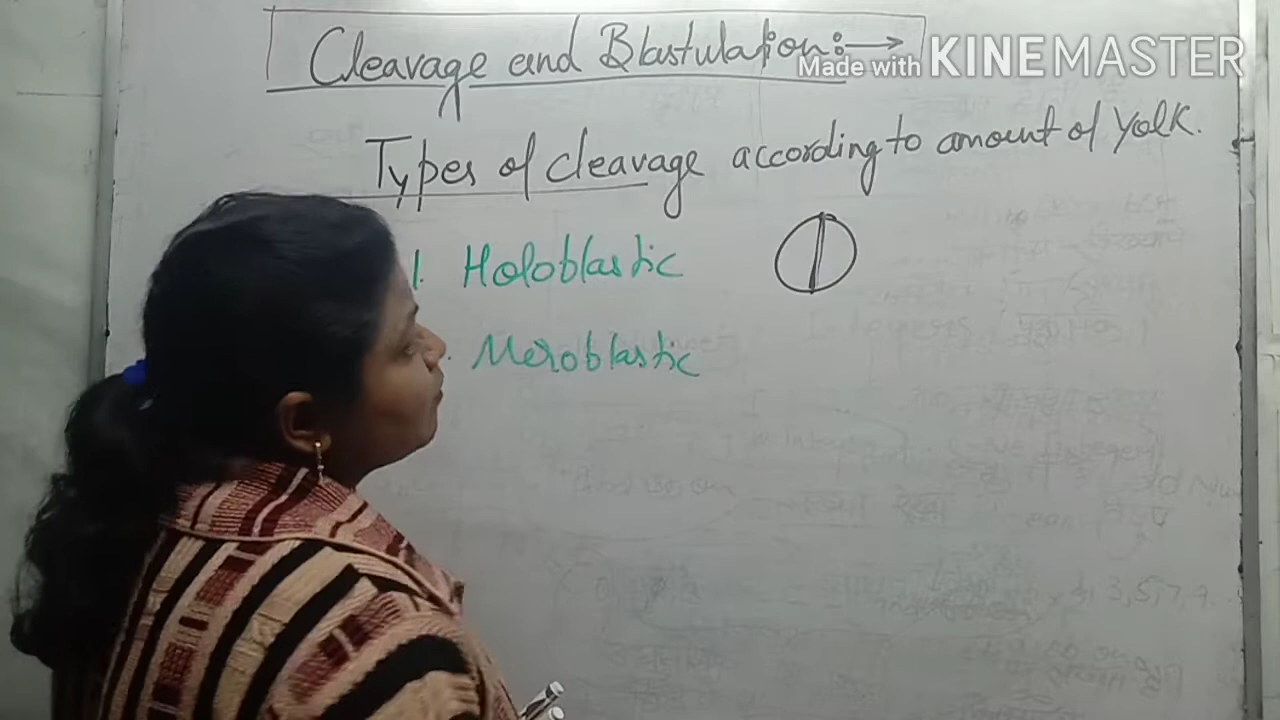 Cleavage and Blastulation:→
Made with KINEMASTER
Types of cleavage according to amount of Yolk.
1. Holoblastic
. Meroblastic